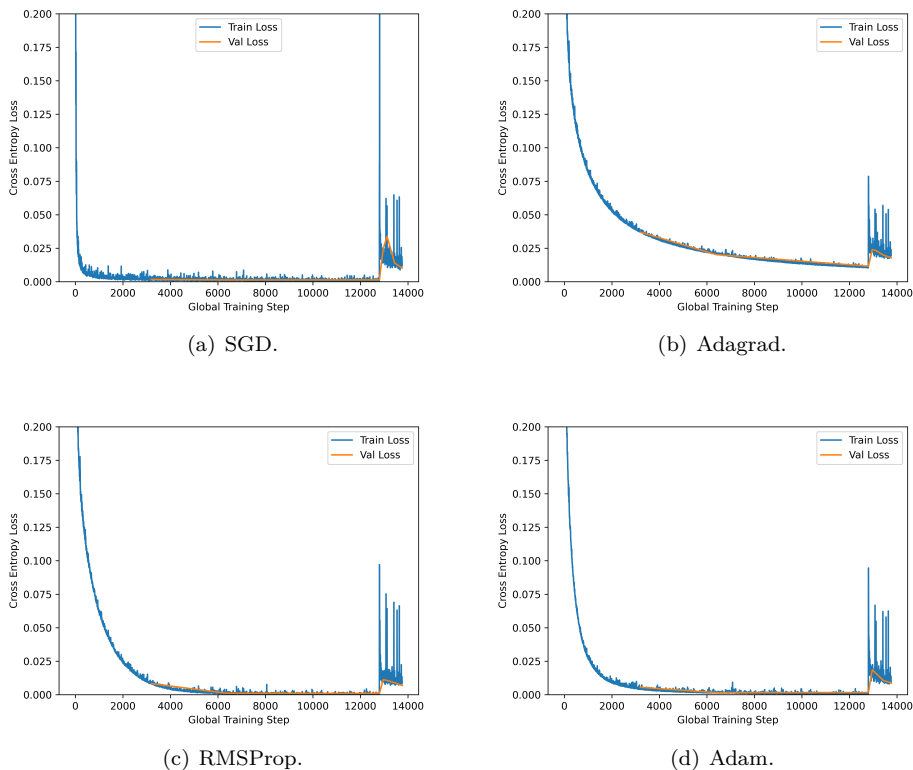 0.200
0.175
0.150
0.125
0.100
0.075
0.050
0.025
0.000
Cross Entropy Loss
Train Loss
Val Loss
0 2000 4000 6000 8000 10000 12000 14000
Global Training Step
(a) SGD.
0.200
0.175
0.150
0.125
0.100
0.075
0.050
0.025
0.000
Cross Entropy Loss
Train Loss
Val Loss
0 2000 4000 6000 8000 10000 12000 14000
Global Training Step
(b) Adagrad.
0.200
0.175
0.150
0.125
0.100
0.075
0.050
0.025
0.000
Cross Entropy Loss
Train Loss
Val Loss
0 2000 4000 6000 8000 10000 12000 14000
Global Training Step
(c) RMSProp.
0.200
0.175
0.150
0.125
0.100
0.075
0.050
0.025
0.000
Cross Entropy Loss
Train Loss
Val Loss
0 2000 4000 6000 8000 10000 12000 14000
Global Training Step
(d) Adam.